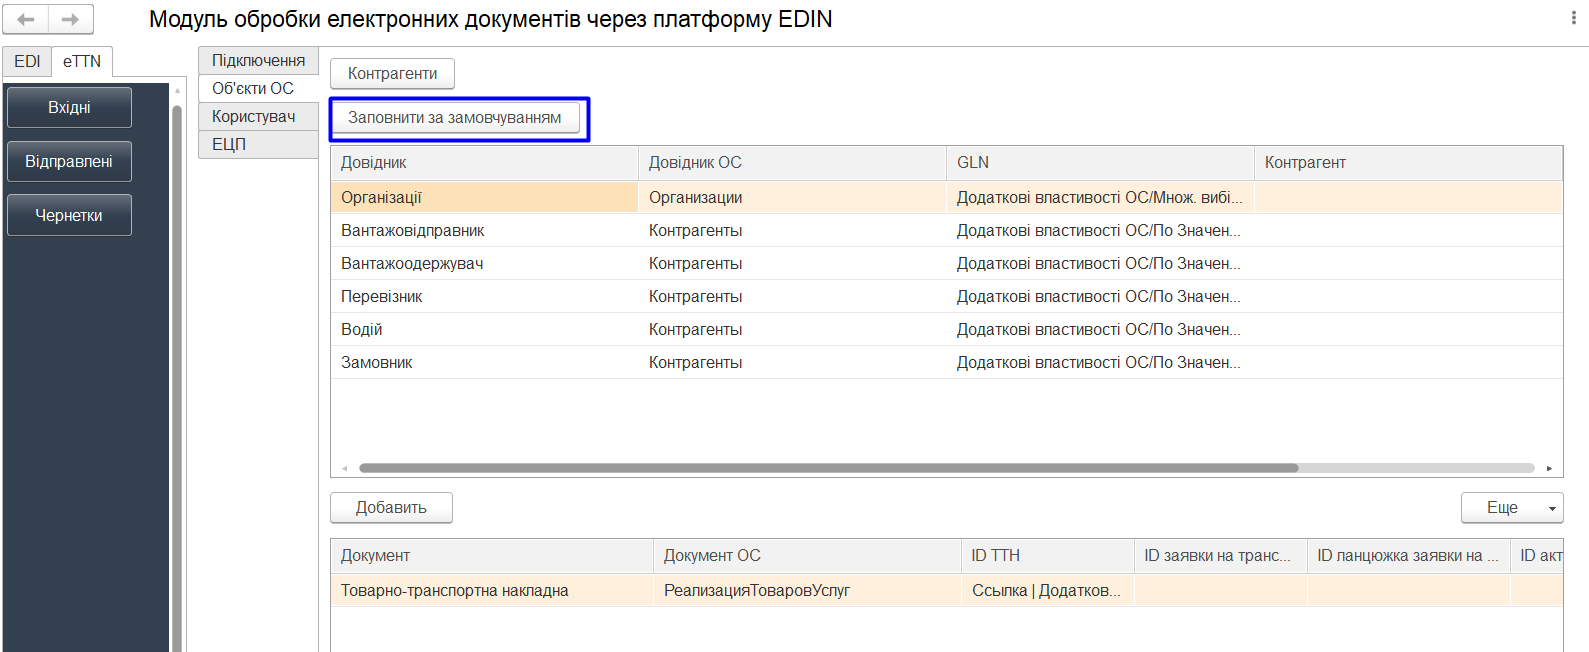 Модуль обробки електронних документів через платформу EDIN
EDI
eTTN
Вхідні
Відправлені
Чернетки
Підключення
Об'єкти ОС
Користувач
ЕЦП
Контрагенти
Заповнити за замовчуванням
Довідник Довідник ОС GLN Контрагент
Організації Организации Додаткові властивості ОС/Множ. вибі...
Вантажовідправник Контрагенты Додаткові властивості ОС/По Значен...
Вантажоодержувач Контрагенты Додаткові властивості ОС/По Значен...
Перевізник Контрагенты Додаткові властивості ОС/По Значен...
Водій Контрагенты Додаткові властивості ОС/По Значен...
Замовник Контрагенты Додаткові властивості ОС/По Значен...
Добавить
Еще
Документ Документ ОС ID ТТН ID заявки на транс... ID панцюжка заявки на ... ID акт
Товарно-транспортна накладна РеализацияТоваровУслуг Ссылка | Додатков...